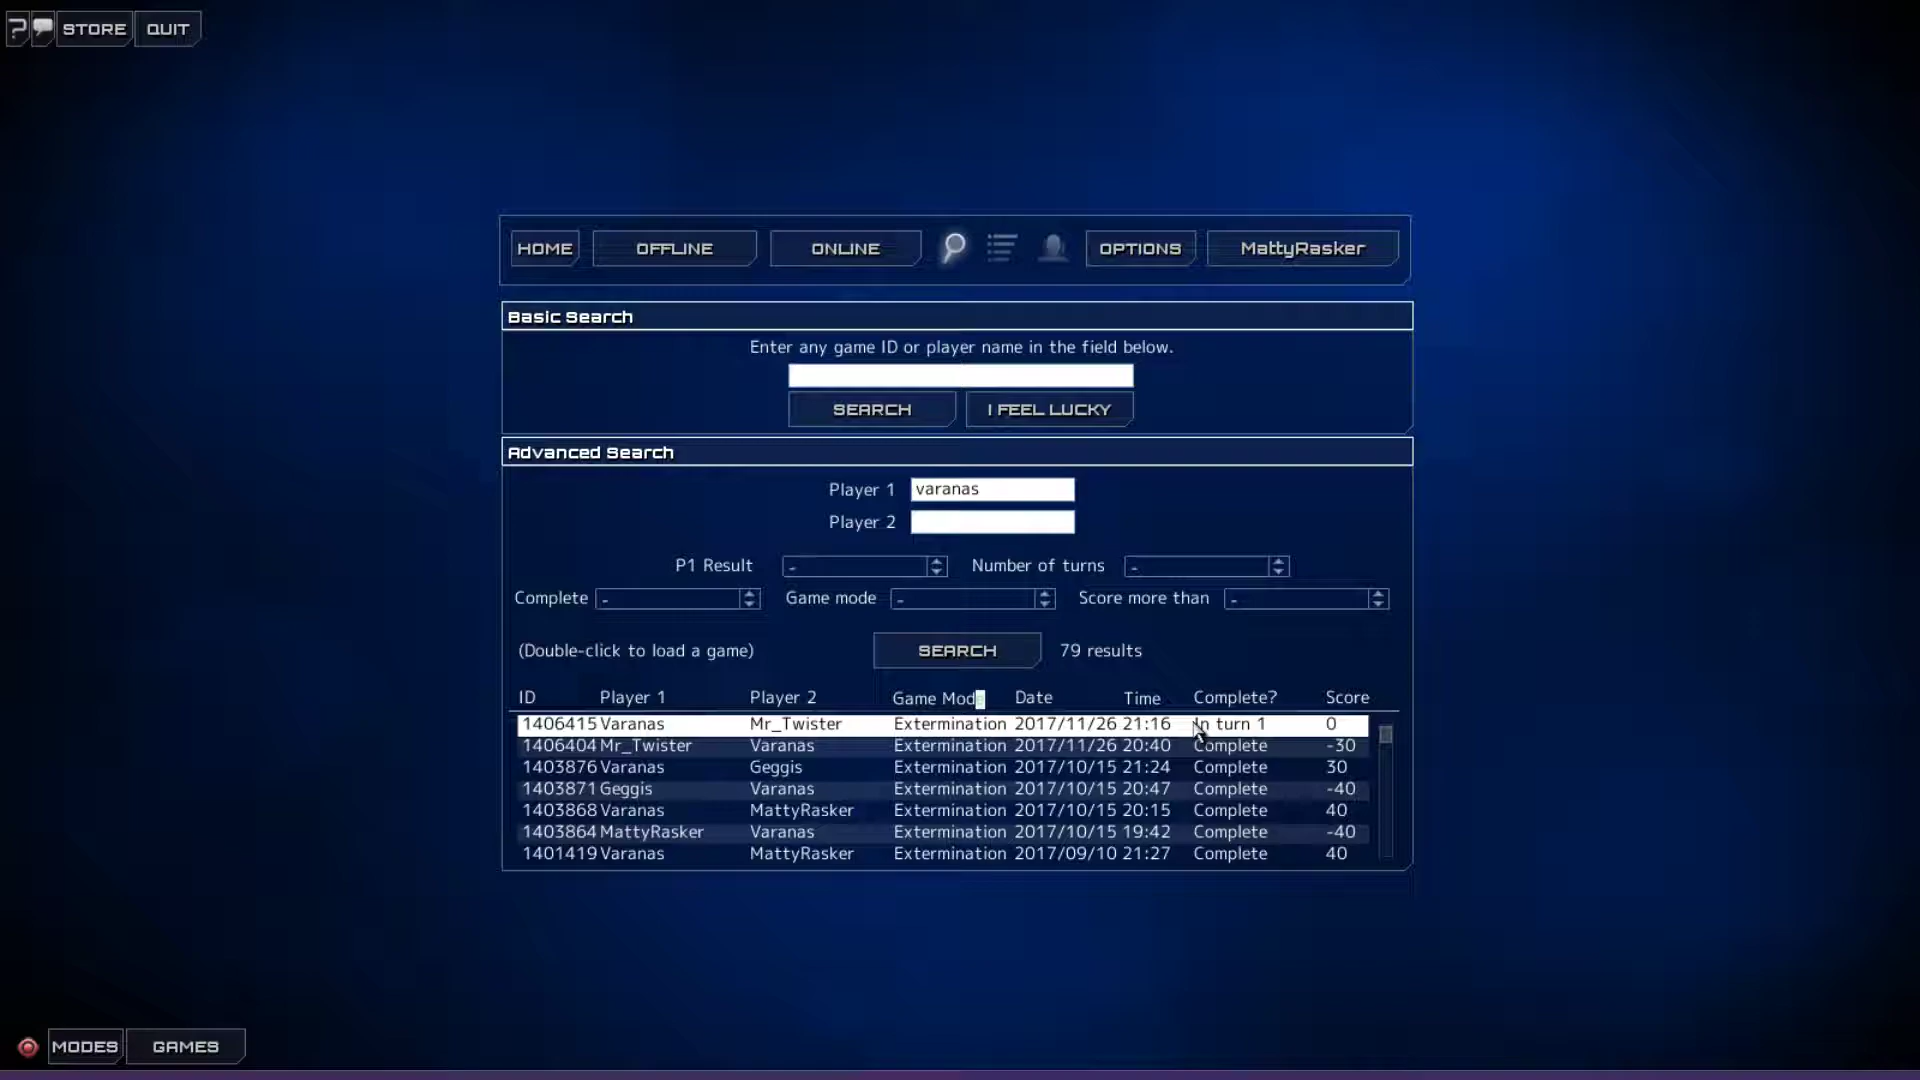 ? STORE QUIT
HOME OFFLINE ONLINE OPTIONS MattyRasker
Basic Search
Enter any game ID or player name in the field below.
SEARCH I FEEL LUCKY
Advanced Search
Player 1 varanas
Player 2
P1 Result - Number of turns -
Complete - Game mode - Score more than -
(Double-click to load a game) SEARCH 79 results
ID Player 1 Player 2 Game Mode Date Time Complete? Score
1406415 Varanas Mr_Twister Extermination 2017/11/26 21:16 In turn 1 0
1406404 Mr_Twister Varanas Extermination 2017/11/26 20:40 Complete -30
1403876 Varanas Geggis Extermination 2017/10/15 21:24 Complete 30
1403871 Geggis Varanas Extermination 2017/10/15 20:47 Complete -40
1403868 Varanas MattyRasker Extermination 2017/10/15 20:15 Complete 40
1403864 MattyRasker Varanas Extermination 2017/10/15 19:42 Complete -40
1401419 Varanas MattyRasker Extermination 2017/09/10 21:27 Complete 40
MODES GAMES